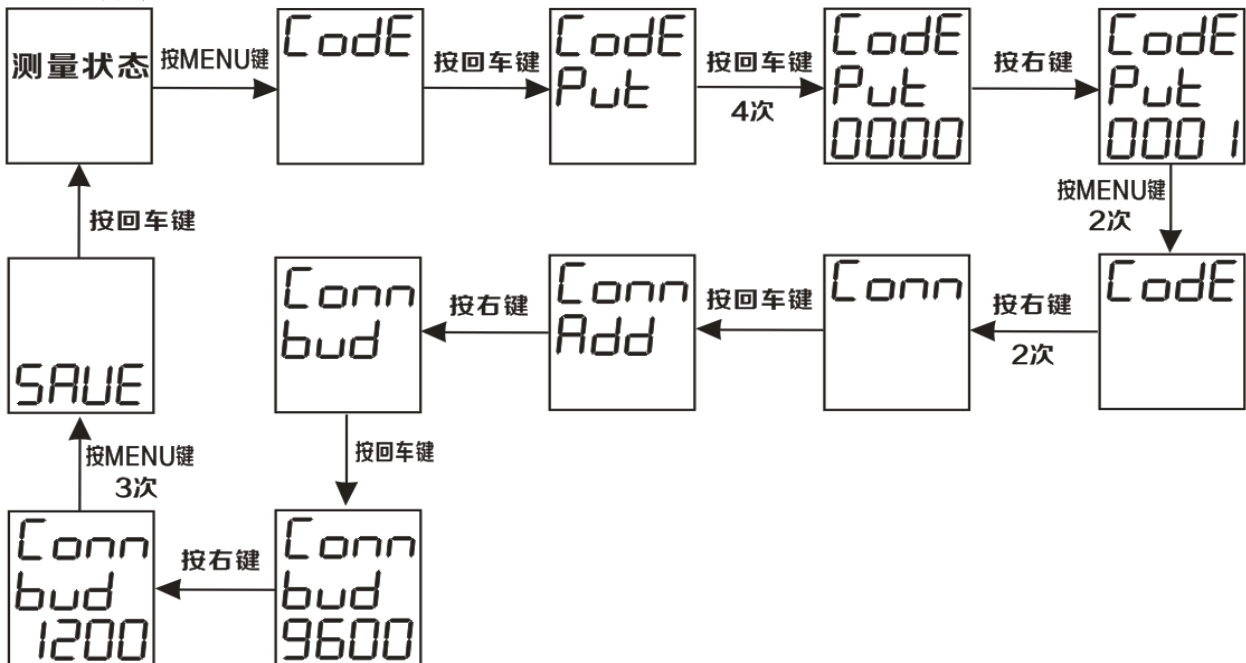 测量状态
按MENU键
CodE
按回车键
CodE
Put
按回车键
4次
CodE
Put
0000
按右键
CodE
Put
0001
按MENU键
2次
CodE
按右键
2次
Conn
按回车键
Conn
Add
按右键
Conn
bud
按回车键
Conn
bud
9600
按右键
Conn
bud
1200
按MENU键
3次
SAVE
按回车键